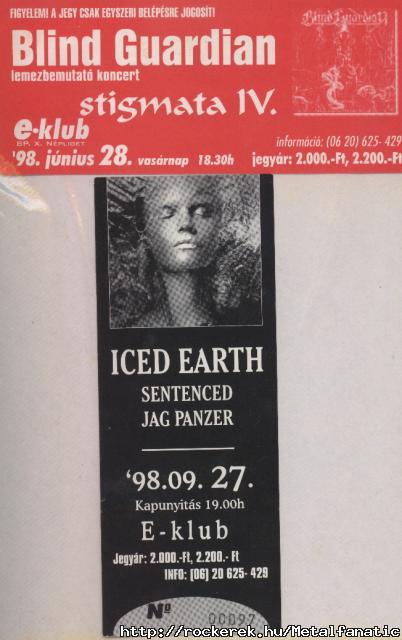 FIGYELEM! A JEGY CSAK EGYSZERI BELÉPÉSRE JOGOSÍT!
Blind Guardian
lemezbemutató koncert
stigmata IV.
e-klub
BP. X. NÉPLIGET
'98. június 28. vasárnap 18.30h
Blind Guardian
információ: (06 20) 625- 429
jegyár: 2.000.-Ft, 2.200.-Ft
ICED EARTH
SENTENCED
JAG PANZER
'98.09. 27.
Kapunyitás 19.00h
E-klub
Jegyár: 2.000.-Ft, 2.200.- Ft
INFO: (06) 20 625- 429
Nº
http://rockerek.hu/Metalfanatic